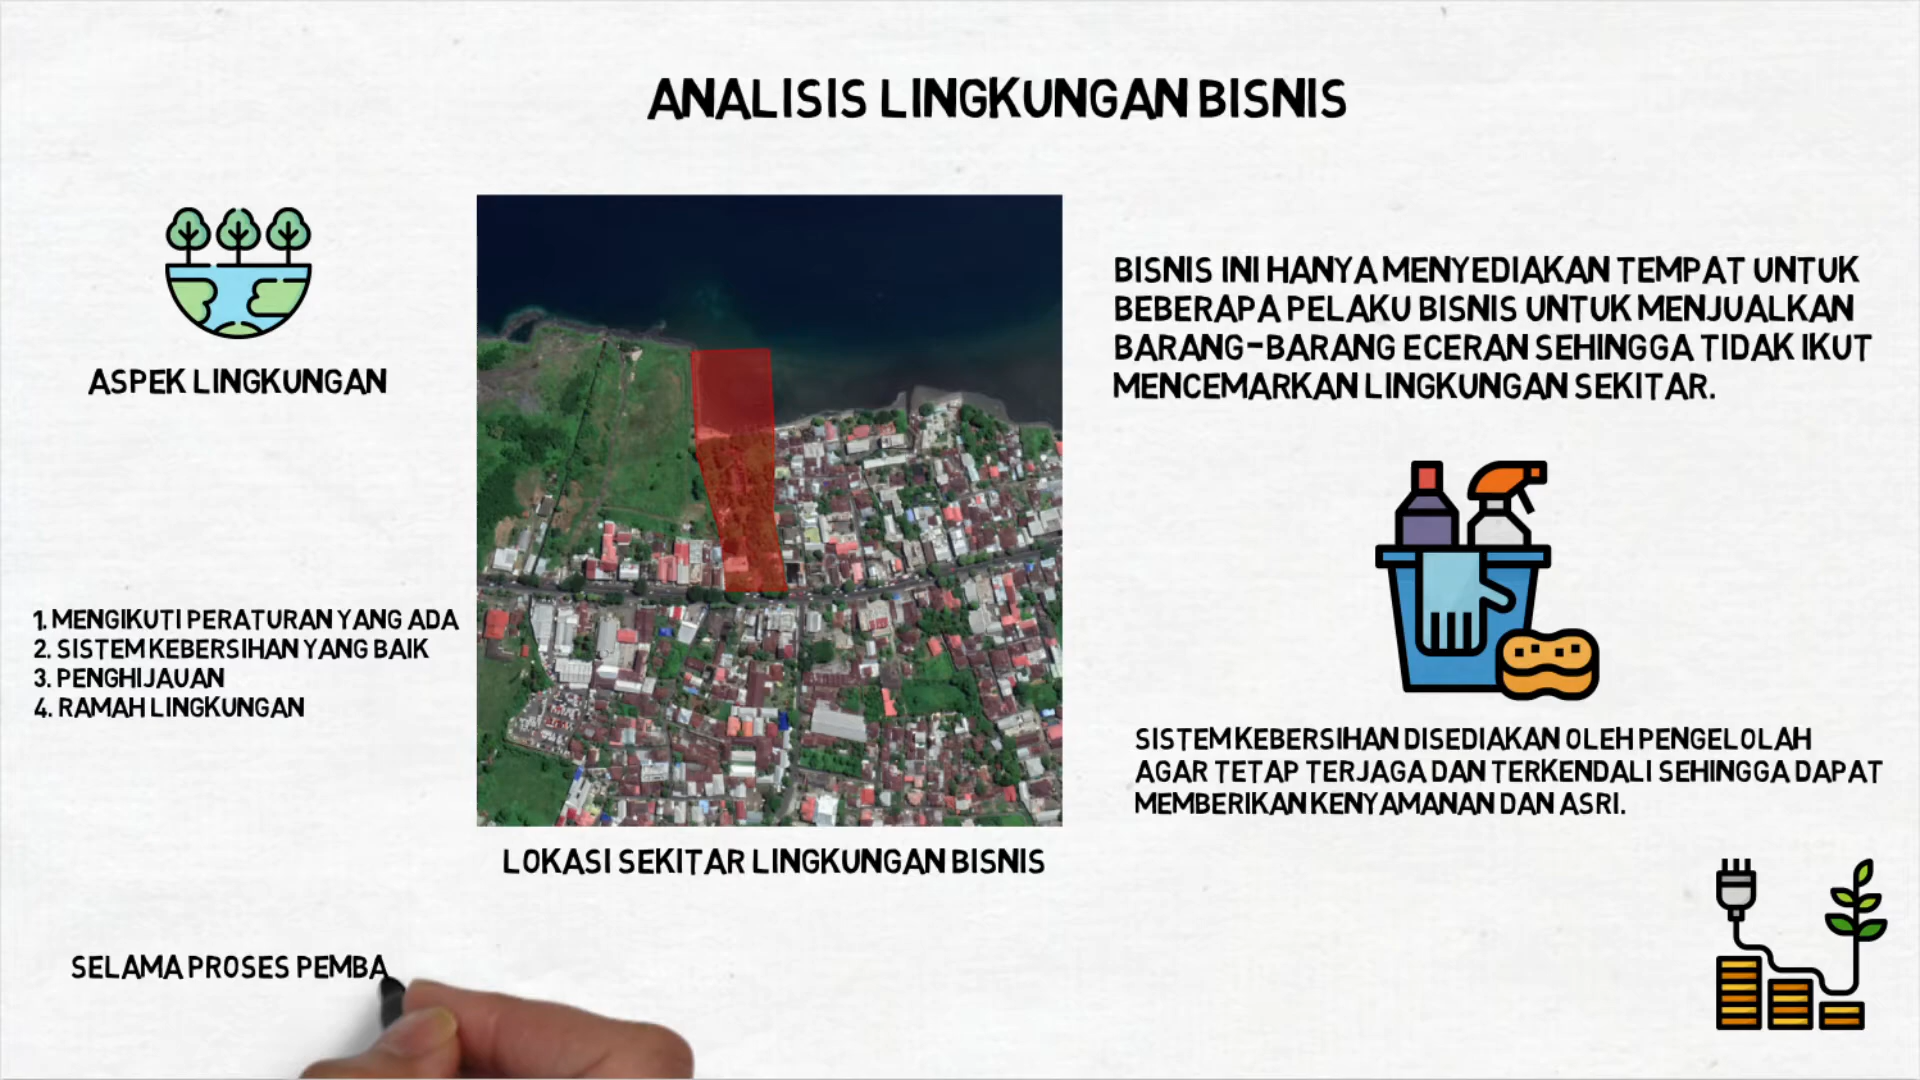 ANALISIS LINGKUNGAN BISNIS
ASPEK LINGKUNGAN
1. MENGIKUTI PERATURAN YANG ADA
2. SISTEM KEBERSIHAN YANG BAIK
3. PENGHIJAUAN
4. RAMAH LINGKUNGAN
LOKASI SEKITAR LINGKUNGAN BISNIS
BISNIS INI HANYA MENYEDIAKAN TEMPAT UNTUK
BEBERAPA PELAKU BISNIS UNTUK MENJUALKAN
BARANG-BARANG ECERAN SEHINGGA TIDAK IKUT
MENCEMARKAN LINGKUNGAN SEKITAR.
SISTEM KEBERSIHAN DISEDIAKAN OLEH PENGELOLAH
AGAR TETAP TERJAGA DAN TERKENDALI SEHINGGA DAPAT
MEMBERIKAN KENYAMANAN DAN ASRI.
SELAMA PROSES PEMBA